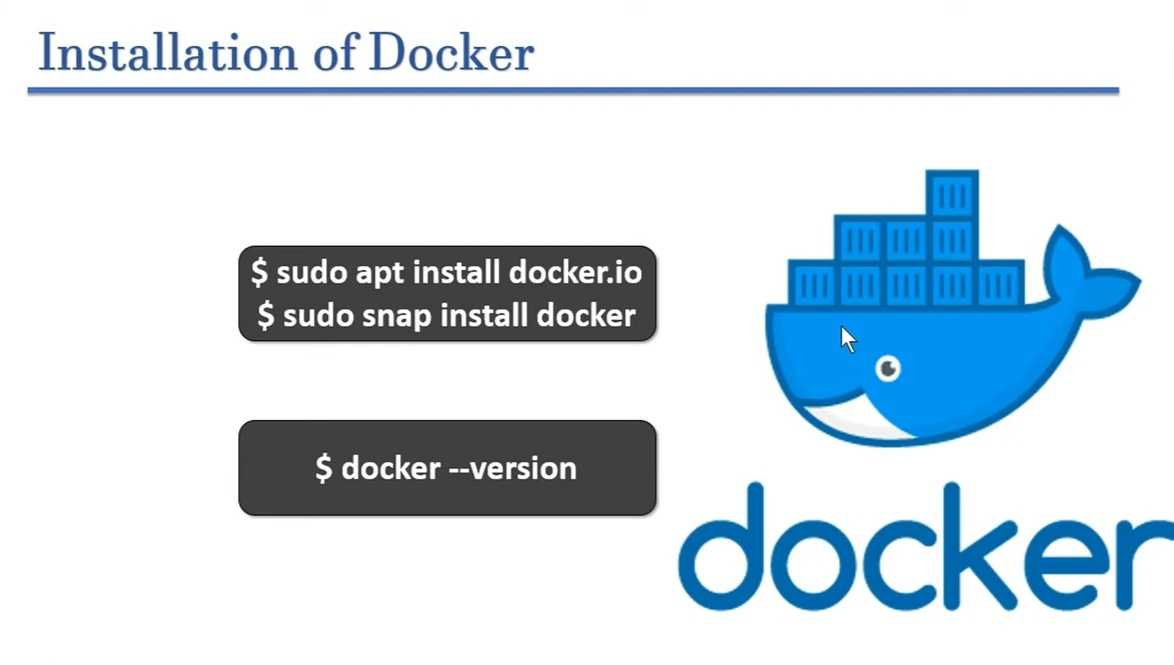 Installation of Docker
$ sudo apt install docker.io
$ sudo snap install docker
$ docker --version
docker